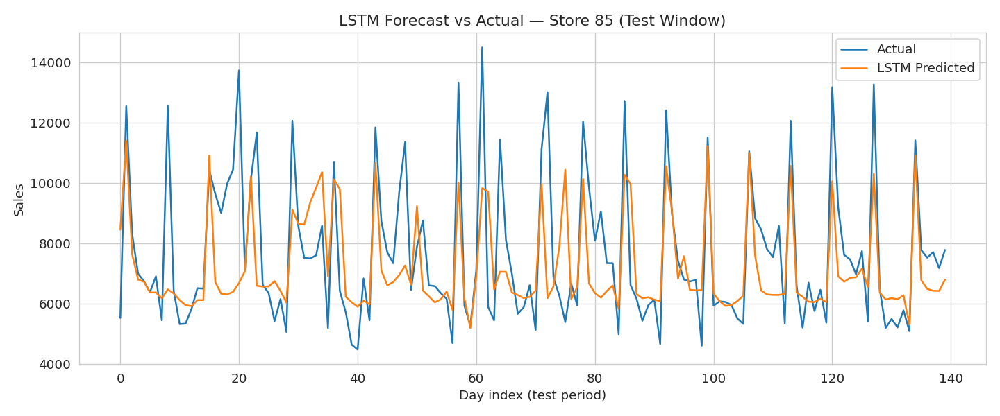 LSTM Forecast vs Actual — Store 85 (Test Window)
Actual
LSTM Predicted
Sales
14000
12000
10000
8000
6000
4000
0 20 40 60 80 100 120 140
Day index (test period)